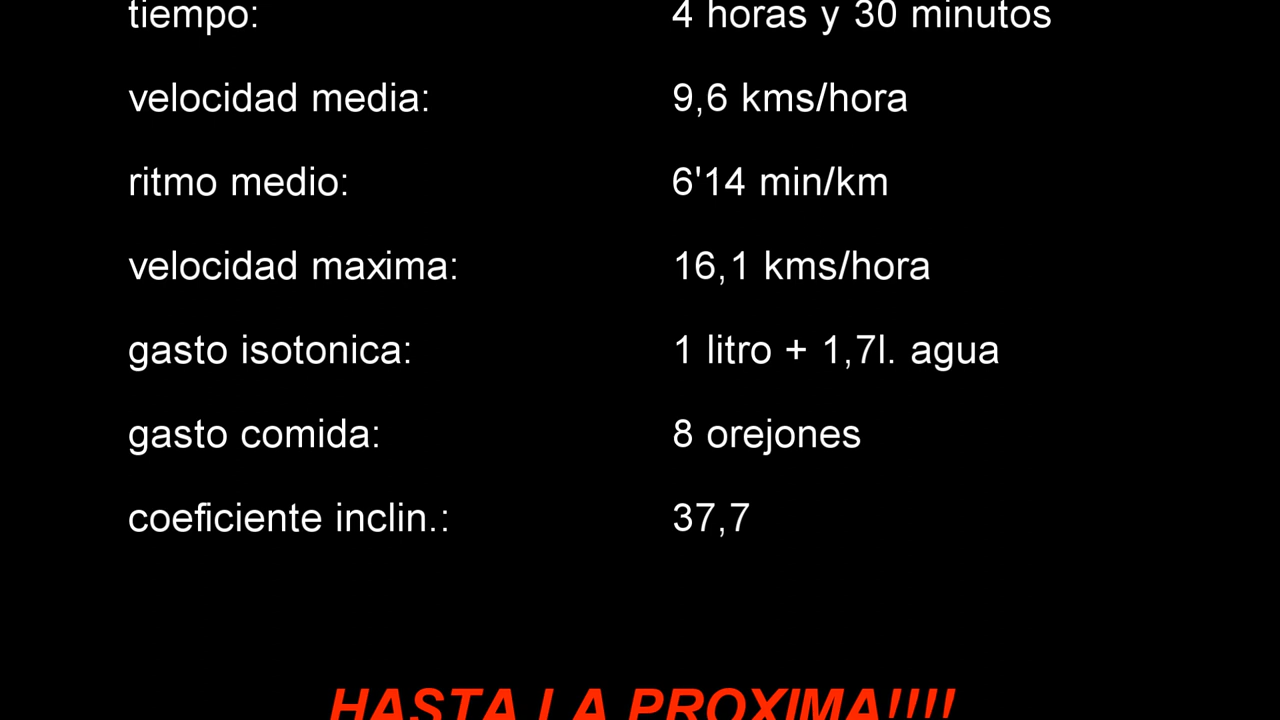 tiempo: 4 horas y 30 minutos
velocidad media: 9,6 kms/hora
ritmo medio: 6'14 min/km
velocidad maxima: 16,1 kms/hora
gasto isotonica: 1 litro + 1,7l. agua
gasto comida: 8 orejones
coeficiente inclin.: 37,7
HASTA LA PROXIMA!!!!